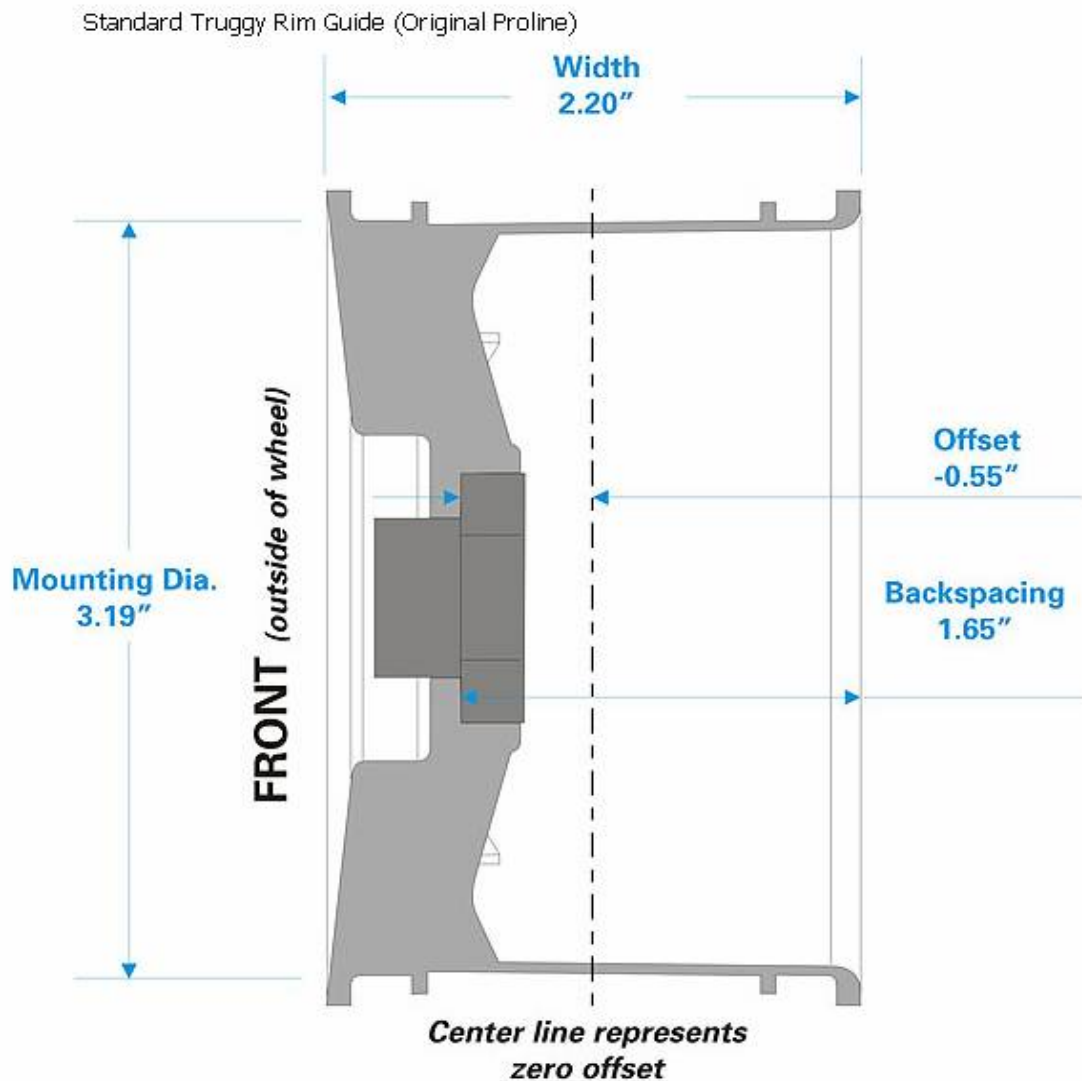 Standard Truggy Rim Guide (Original Proline)
Width
2.20"
Offset
-0.55"
Mounting Dia.
3.19"
FRONT (outside of wheel)
Backspacing
1.65"
Center line represents
zero offset